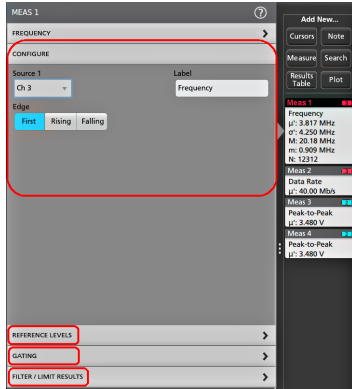 MEAS 1
?
FREQUENCY
CONFIGURE
Source 1
Label
Ch 3
Frequency
Edge
First Rising Falling
REFERENCE LEVELS
GATING
FILTER / LIMIT RESULTS
Add New...
Cursors Note
Measure Search
Results Table Plot
Meas 1
Frequency
µ': 3.817 MHz
σ': 4.250 MHz
M: 20.18 MHz
m: 0.909 MHz
N: 12312
Meas 2
Data Rate
µ': 40.00 Mb/s
Meas 3
Peak-to-Peak
µ': 3.480 V
Meas 4
Peak-to-Peak
µ': 3.480 V